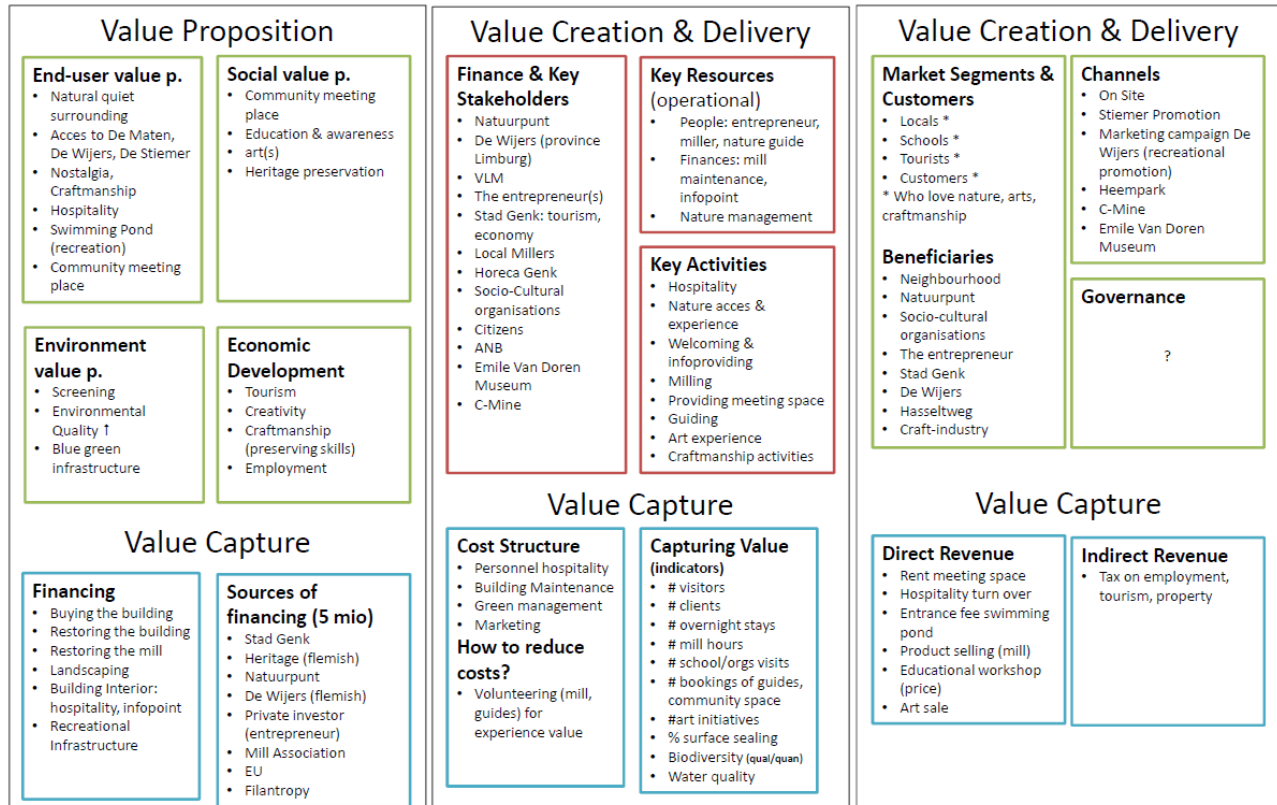 Value Proposition
End-user value p.
• Natural quiet
surrounding
• Acces to De Maten,
De Wijers, De Stiemer
• Nostalgia,
Craftmanship
• Hospitality
• Swimming Pond
(recreation)
• Community meeting
place
Social value p.
• Community meeting
place
• Education & awareness
• art(s)
• Heritage preservation
Environment
value p.
• Screening
• Environmental
Quality ↑
• Blue green
infrastructure
Economic
Development
• Tourism
• Creativity
• Craftmanship
(preserving skills)
• Employment
Value Capture
Financing
• Buying the building
• Restoring the building
• Restoring the mill
• Landscaping
• Building Interior:
hospitality, infopoint
• Recreational
Infrastructure
Sources of
financing (5 mio)
• Stad Genk
• Heritage (flemish)
• Natuurpunt
• De Wijers (flemish)
• Private investor
(entrepreneur)
• Mill Association
• EU
• Filantropy
Value Creation & Delivery
Finance & Key
Stakeholders
• Natuurpunt
• De Wijers (province
Limburg)
• VLM
• The entrepreneur(s)
• Stad Genk: tourism,
economy
• Local Millers
• Horeca Genk
• Socio-Cultural
organisations
• Citizens
• ANB
• Emile Van Doren
Museum
• C-Mine
Key Resources
(operational)
• People: entrepreneur,
miller, nature guide
• Finances: mill
maintenance,
infopoint
• Nature management
Key Activities
• Hospitality
• Nature acces &
experience
• Welcoming &
infoproviding
• Milling
• Providing meeting space
• Guiding
• Art experience
• Craftmanship activities
Value Capture
Cost Structure
• Personnel hospitality
• Building Maintenance
• Green management
• Marketing
How to reduce
costs?
• Volunteering (mill,
guides) for
experience value
Capturing Value
(indicators)
• # visitors
• # clients
• # overnight stays
• # mill hours
• # school/orgs visits
• # bookings of guides,
community space
• #art initiatives
• % surface sealing
• Biodiversity (qual/quan)
• Water quality
Value Creation & Delivery
Market Segments &
Customers
• Locals *
• Schools *
• Tourists *
• Customers *
* Who love nature, arts,
craftmanship
Beneficiaries
• Neighbourhood
• Natuurpunt
• Socio-cultural
organisations
• The entrepreneur
• Stad Genk
• De Wijers
• Hasseltweg
• Craft-industry
Channels
• On Site
• Stiemer Promotion
• Marketing campaign De
Wijers (recreational
promotion)
• Heempark
• C-Mine
• Emile Van Doren
Museum
Governance
?
Value Capture
Direct Revenue
• Rent meeting space
• Hospitality turn over
• Entrance fee swimming
pond
• Product selling (mill)
• Educational workshop
(price)
• Art sale
Indirect Revenue
• Tax on employment,
tourism, property